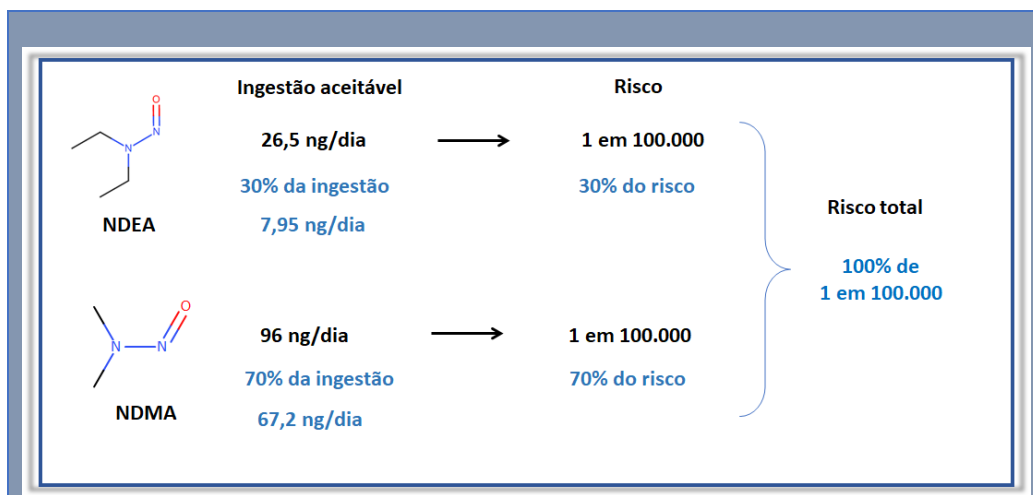 Ingestão aceitável
Risco
O
N
N
NDEA
26,5 ng/dia
1 em 100.000
30% da ingestão
30% do risco
7,95 ng/dia
Risco total
100% de
1 em 100.000
O
N
N
NDMA
96 ng/dia
1 em 100.000
70% da ingestão
70% do risco
67,2 ng/dia